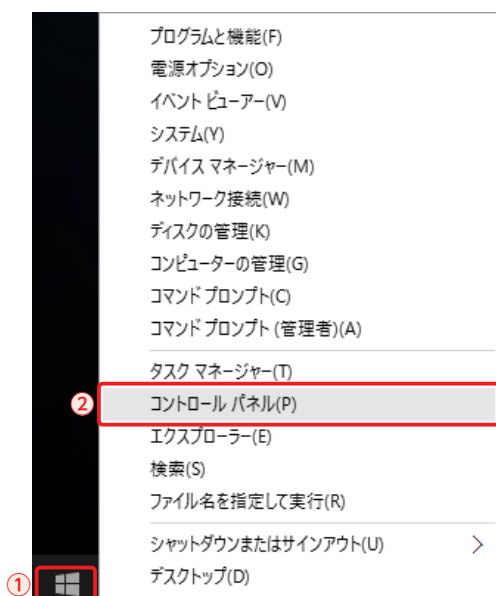 プログラムと機能(F)
電源オプション(O)
イベント ビューアー(V)
システム(Y)
デバイス マネージャー(M)
ネットワーク接続(W)
ディスクの管理(K)
コンピューターの管理(G)
コマンド プロンプト(C)
コマンド プロンプト (管理者)(A)
タスク マネージャー(T)
② コントロール パネル(P)
エクスプローラー(E)
検索(S)
ファイル名を指定して実行(R)
シャットダウンまたはサインアウト(U)
デスクトップ(D)
①